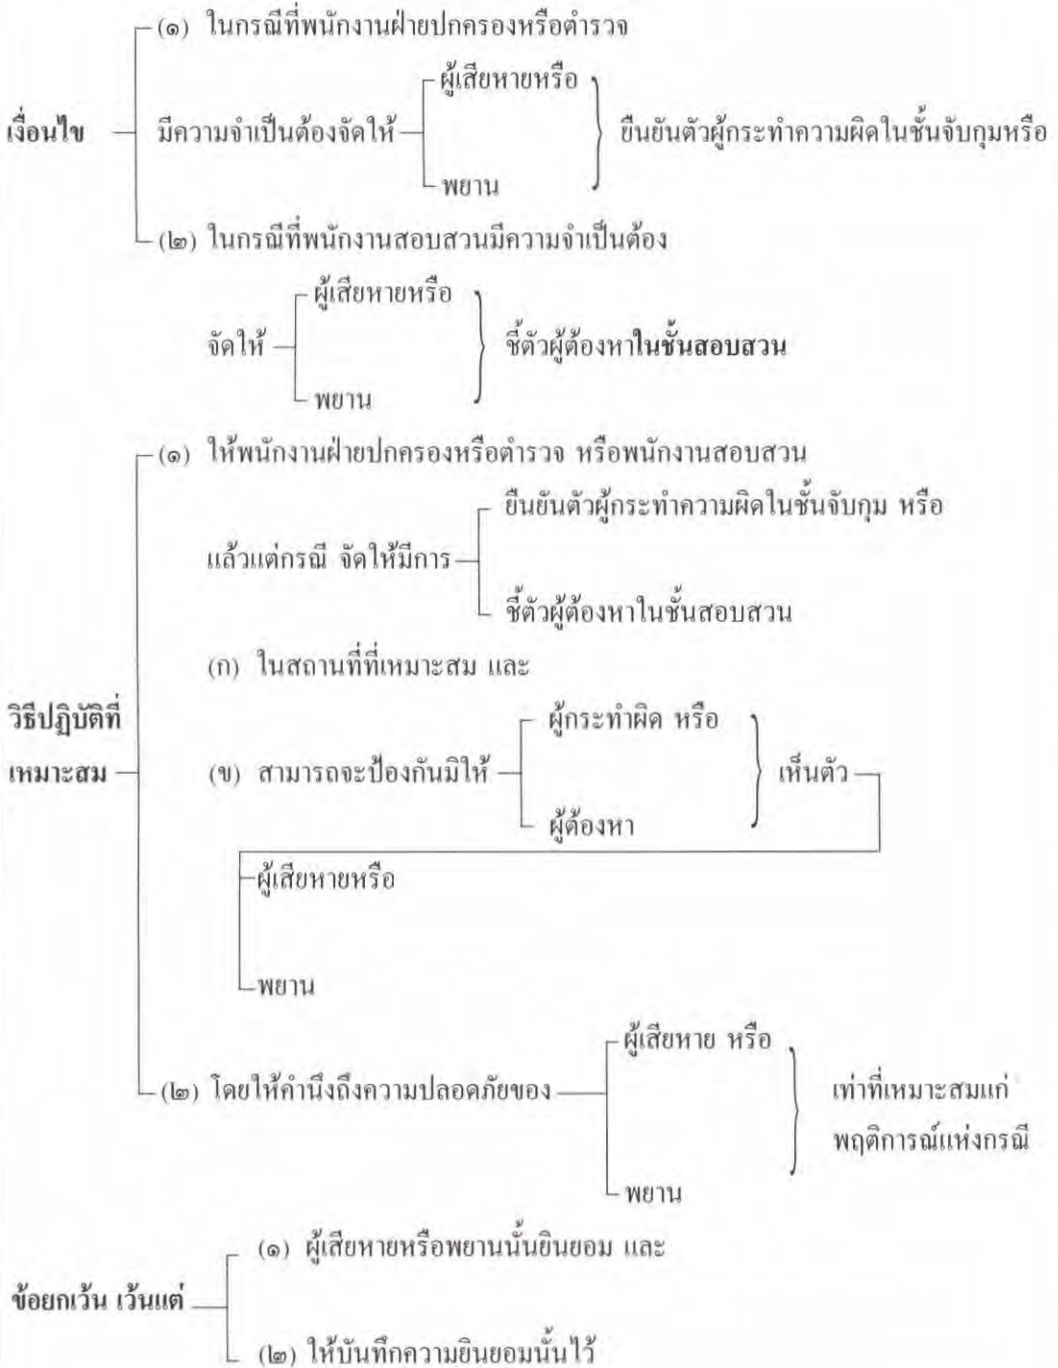 (๑) ในกรณีที่พนักงานฝ่ายปกครองหรือตำรวจ
ผู้เสียหายหรือ
เงื่อนไข มีความจำเป็นต้องจัดให้ ยืนยันตัวผู้กระทำความผิดในชั้นจับกุมหรือ
พยาน
(๒) ในกรณีที่พนักงานสอบสวนมีความจำเป็นต้อง
ผู้เสียหายหรือ
จัดให้ ชี้ตัวผู้ต้องหาในชั้นสอบสวน
พยาน
(๑) ให้พนักงานฝ่ายปกครองหรือตำรวจ หรือพนักงานสอบสวน
ยืนยันตัวผู้กระทำความผิดในชั้นจับกุม หรือ
แล้วแต่กรณี จัดให้มีการ
ชี้ตัวผู้ต้องหาในชั้นสอบสวน
(ก) ในสถานที่ที่เหมาะสม และ
วิธีปฏิบัติที่ ผู้กระทำผิด หรือ
เหมาะสม (ข) สามารถจะป้องกันมิให้ เห็นตัว
ผู้ต้องหา
ผู้เสียหายหรือ
พยาน
ผู้เสียหาย หรือ
(๒) โดยให้คำนึงถึงความปลอดภัยของ เท่าที่เหมาะสมแก่
พฤติการณ์แห่งกรณี
พยาน
(๑) ผู้เสียหายหรือพยานนั้นยินยอม และ
ข้อยกเว้น เว้นแต่
(๒) ให้บันทึกความยินยอมนั้นไว้